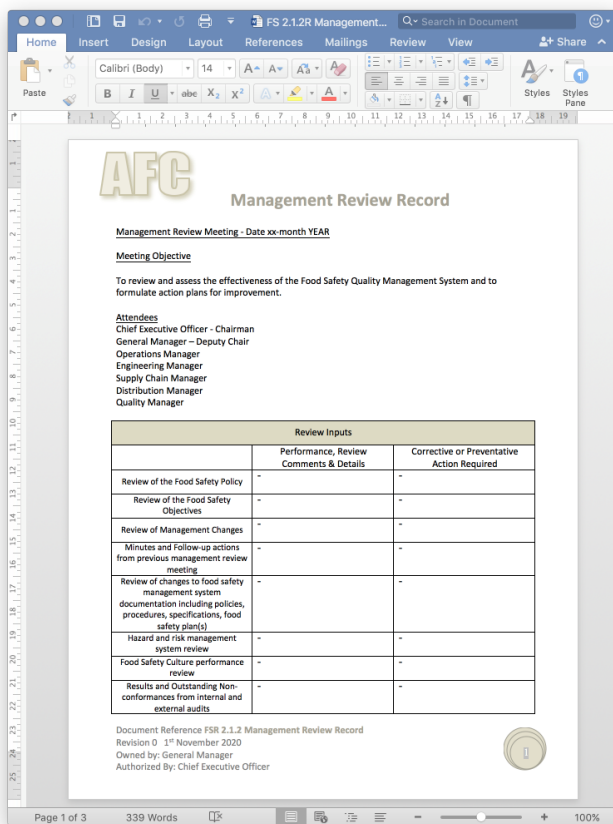 FS 2.1.2R Management...
Search in Document
Home Insert Design Layout References Mailings Review View Share
Paste
Calibri (Body) 14
B I U abc X2 X2 A A
Styles
Styles Pane
AFC
Management Review Record
Management Review Meeting - Date xx-month YEAR
Meeting Objective
To review and assess the effectiveness of the Food Safety Quality Management System and to
formulate action plans for improvement.
Attendees
Chief Executive Officer - Chairman
General Manager – Deputy Chair
Operations Manager
Engineering Manager
Supply Chain Manager
Distribution Manager
Quality Manager
Review Inputs
Performance, Review
Comments & Details
Corrective or Preventative
Action Required
Review of the Food Safety Policy - -
Review of the Food Safety - -
Objectives
Review of Management Changes - -
Minutes and Follow-up actions - -
from previous management review
meeting
Review of changes to food safety - -
management system
documentation including policies,
procedures, specifications, food
safety plan(s)
Hazard and risk management - -
system review
Food Safety Culture performance - -
review
Results and Outstanding Non- - -
conformances from internal and
external audits
Document Reference FSR 2.1.2 Management Review Record
Revision 0 1st November 2020
Owned by: General Manager
Authorized By: Chief Executive Officer
Page 1 of 3 339 Words 100%